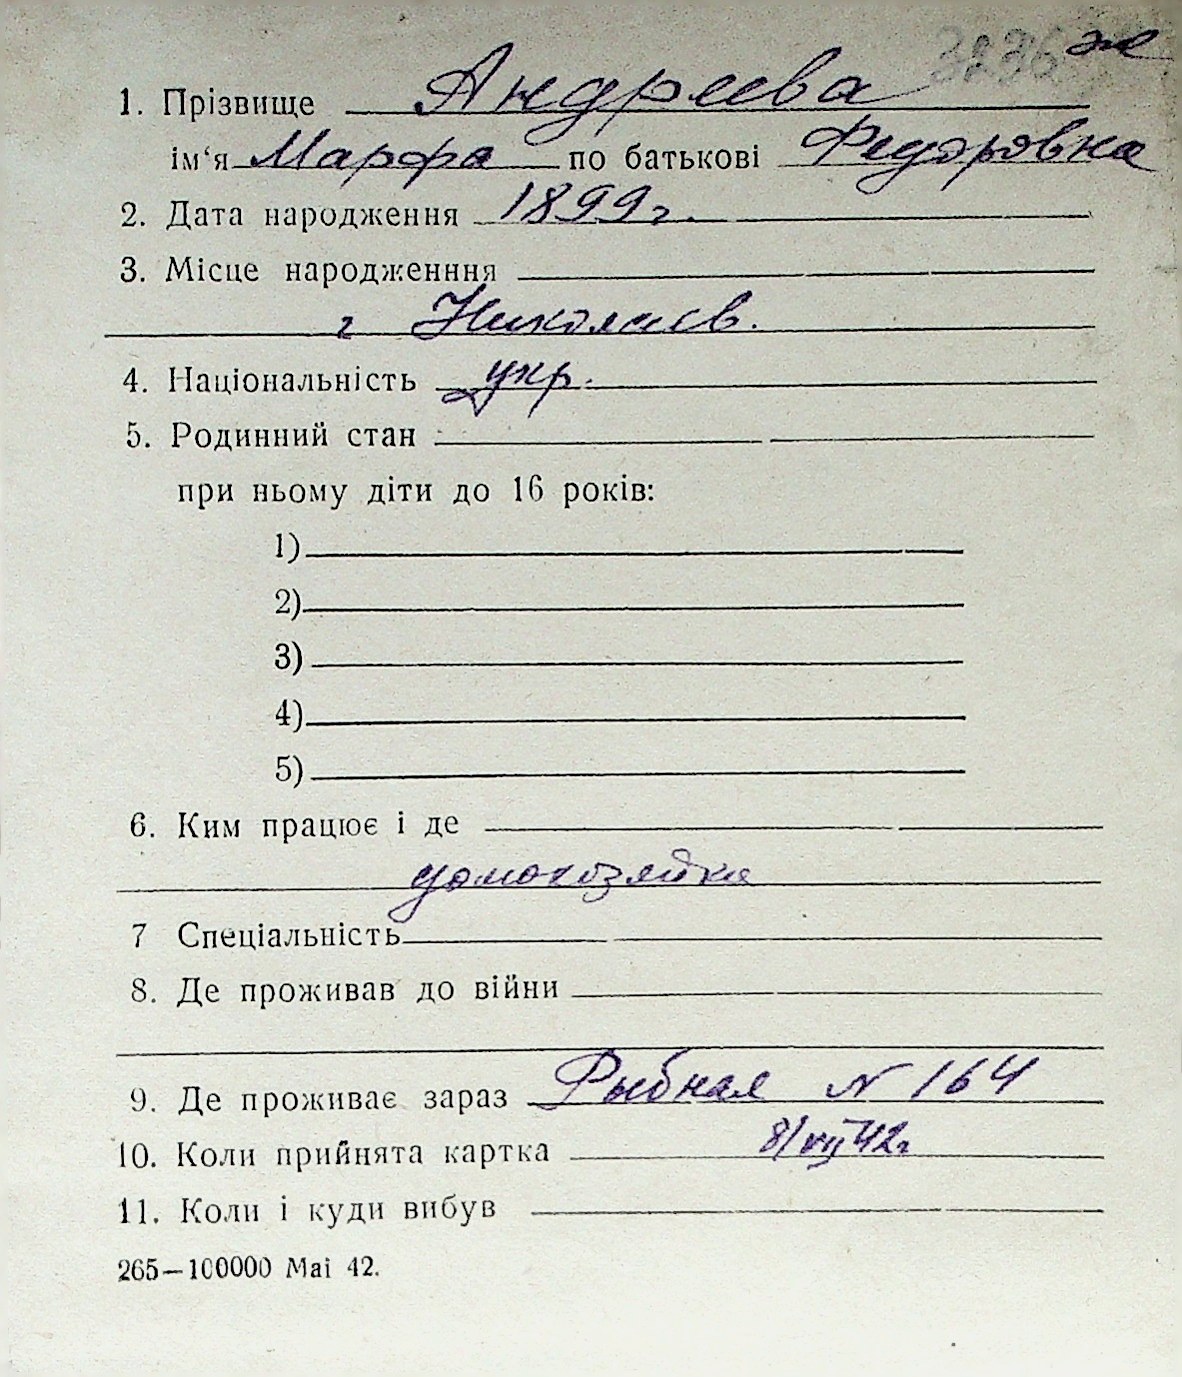 3236 же
1. Прізвище Андреева
ім‘я Марфа по батькові Федоровна
2. Дата народження 1899 г.
3. Місце народженння
г Николаев.
4. Національність укр.
5. Родинний стан
при ньому діти до 16 років:
1)
2)
3)
4)
5)
6. Ким працює і де
домохозяйка
7 Спеціальність
8. Де проживав до війни
9. Де проживає зараз Рыбная N 164
10. Коли прийнята картка 8/VII 42г
11. Коли і куди вибув
265—100000 Mai 42.